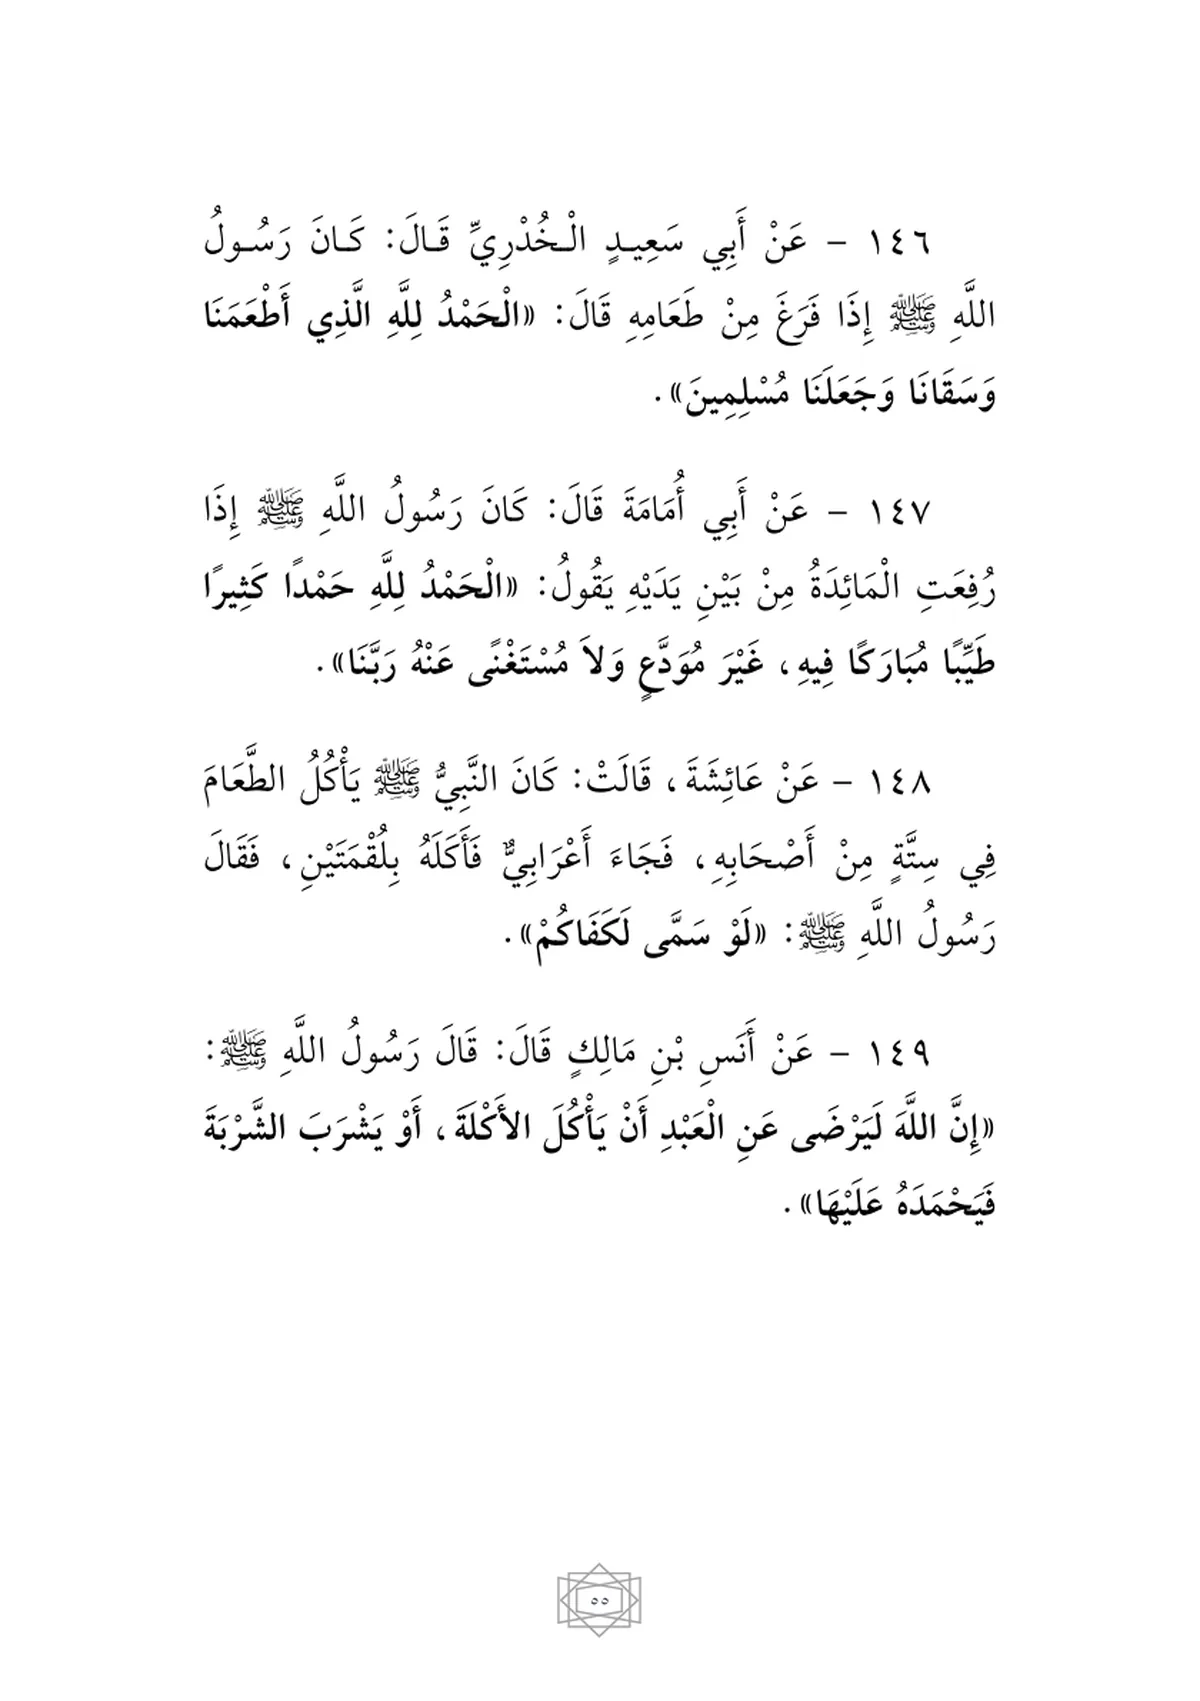 ١٤٦ – عَنْ أَبِي سَعِيدٍ الْخُدْرِيِّ قَالَ: كَانَ رَسُولُ
اللَّهِ ﷺ إِذَا فَرَغَ مِنْ طَعَامِهِ قَالَ: «الْحَمْدُ لِلَّهِ الَّذِي أَطْعَمَنَا
وَسَقَانَا وَجَعَلَنَا مُسْلِمِينَ».
١٤٧ – عَنْ أَبِي أُمَامَةَ قَالَ: كَانَ رَسُولُ اللَّهِ ﷺ إِذَا
رُفِعَتِ الْمَائِدَةُ مِنْ بَيْنِ يَدَيْهِ يَقُولُ: «الْحَمْدُ لِلَّهِ حَمْدًا كَثِيرًا
طَيِّبًا مُبَارَكًا فِيهِ، غَيْرَ مُوَدَّعٍ وَلاَ مُسْتَغْنًى عَنْهُ رَبَّنَا».
١٤٨ – عَنْ عَائِشَةَ، قَالَتْ: كَانَ النَّبِيُّ ﷺ يَأْكُلُ الطَّعَامَ
فِي سِتَّةٍ مِنْ أَصْحَابِهِ، فَجَاءَ أَعْرَابِيٌّ فَأَكَلَهُ بِلُقْمَتَيْنِ، فَقَالَ
رَسُولُ اللَّهِ ﷺ: «لَوْ سَمَّى لَكَفَاكُمْ».
١٤٩ – عَنْ أَنَسِ بْنِ مَالِكٍ قَالَ: قَالَ رَسُولُ اللَّهِ ﷺ:
«إِنَّ اللَّهَ لَيَرْضَى عَنِ الْعَبْدِ أَنْ يَأْكُلَ الأَكْلَةَ، أَوْ يَشْرَبَ الشَّرْبَةَ
فَيَحْمَدَهُ عَلَيْهَا».
٥٥